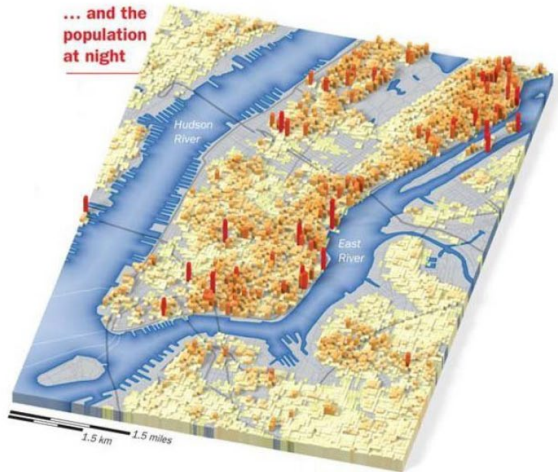 ... and the
population
at night
Hudson
River
East
River
1.5 km
1.5 miles